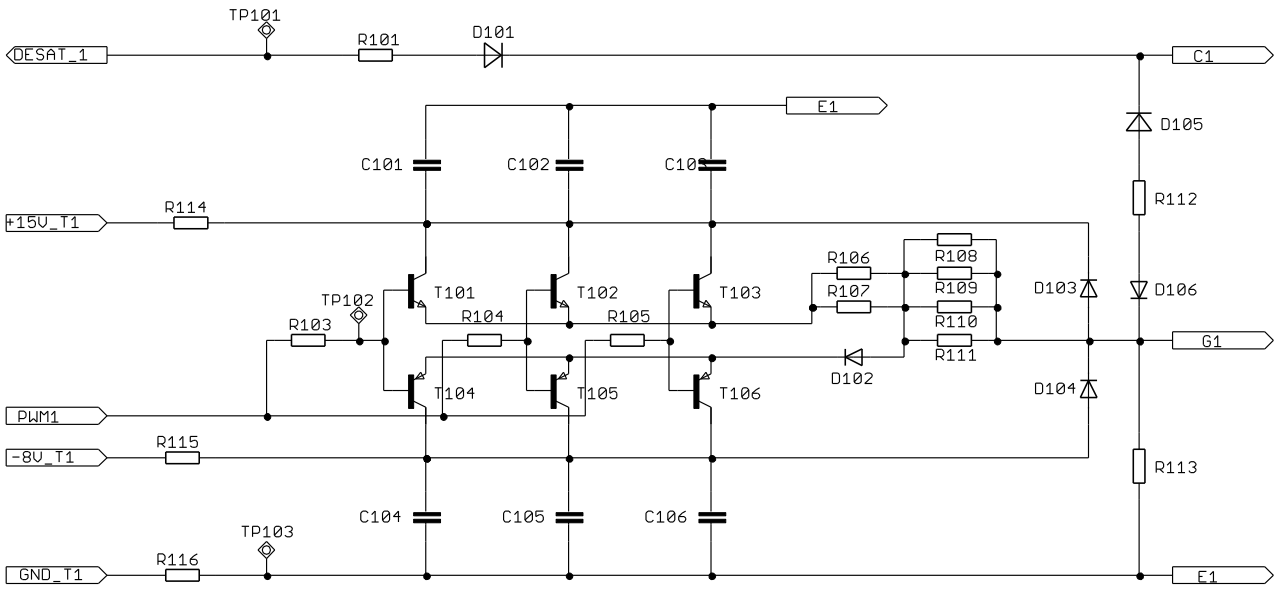 TP101
R101
D101
DESAT_1
C1
E1
D105
C101
C102
C103
R112
R114
+15V_T1
R108
R106
R109
T101
T102
T103
D103
D106
TP102
R107
R110
R103
R104
R105
G1
R111
D102
T104
T105
T106
D104
PWM1
R115
-8V_T1
R113
C104
C105
C106
TP103
R116
GND_T1
E1